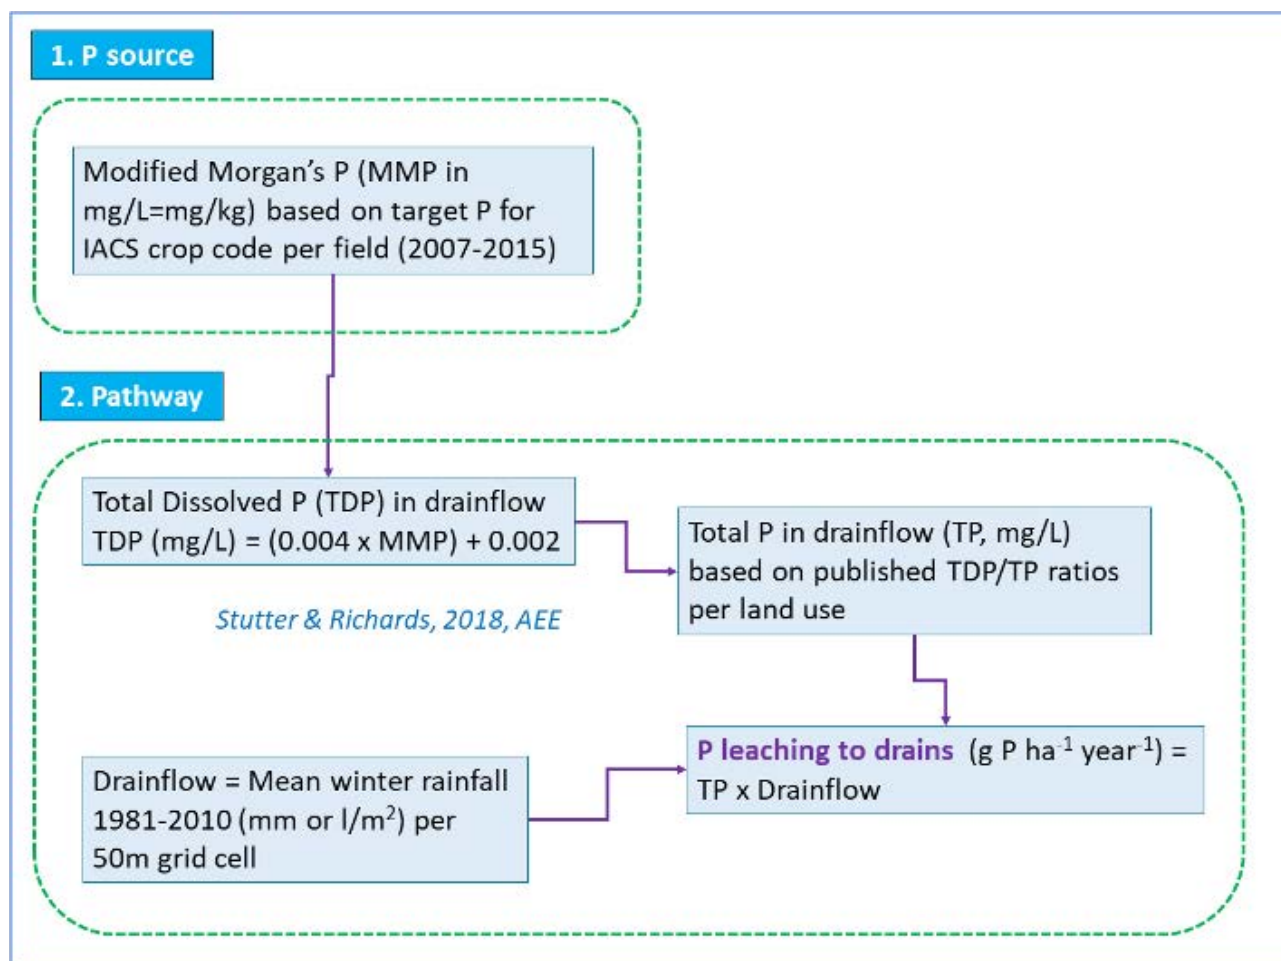 1. P source
Modified Morgan’s P (MMP in
mg/L=mg/kg) based on target P for
IACS crop code per field (2007-2015)
2. Pathway
Total Dissolved P (TDP) in drainflow
TDP (mg/L) = (0.004 x MMP) + 0.002
Stutter & Richards, 2018, AEE
Total P in drainflow (TP, mg/L)
based on published TDP/TP ratios
per land use
P leaching to drains (g P ha⁻¹ year⁻¹) =
TP x Drainflow
Drainflow = Mean winter rainfall
1981-2010 (mm or l/m²) per
50m grid cell